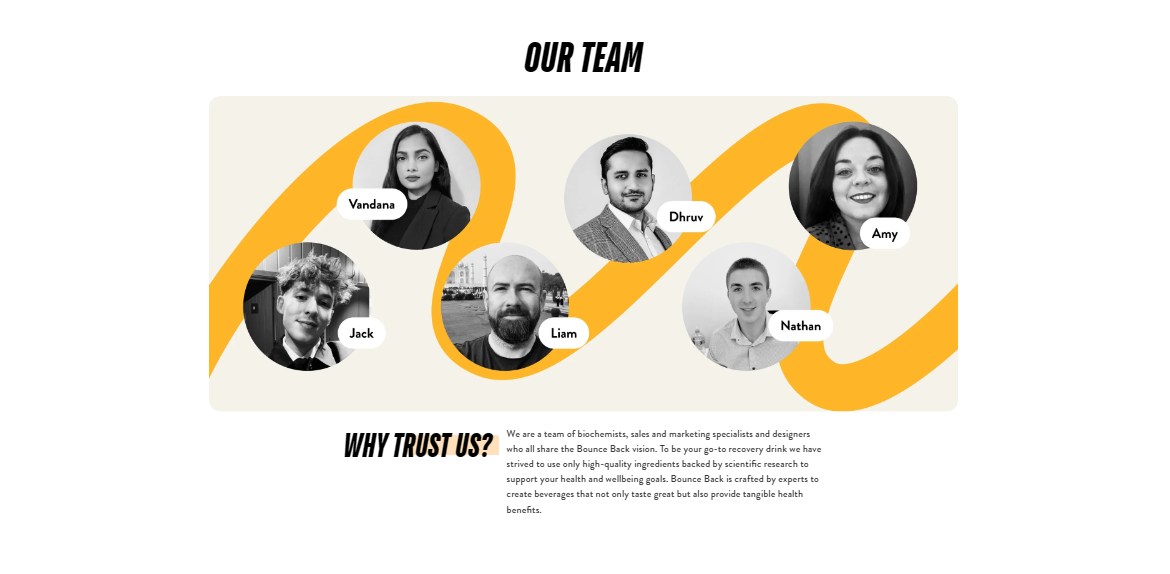 OUR TEAM
Vandana
Dhruv
Amy
Jack
Liam
Nathan
WHY TRUST US?
We are a team of biochemists, sales and marketing specialists and designers
who all share the Bounce Back vision. To be your go-to recovery drink we have
strived to use only high-quality ingredients backed by scientific research to
support your health and wellbeing goals. Bounce Back is crafted by experts to
create beverages that not only taste great but also provide tangible health
benefits.